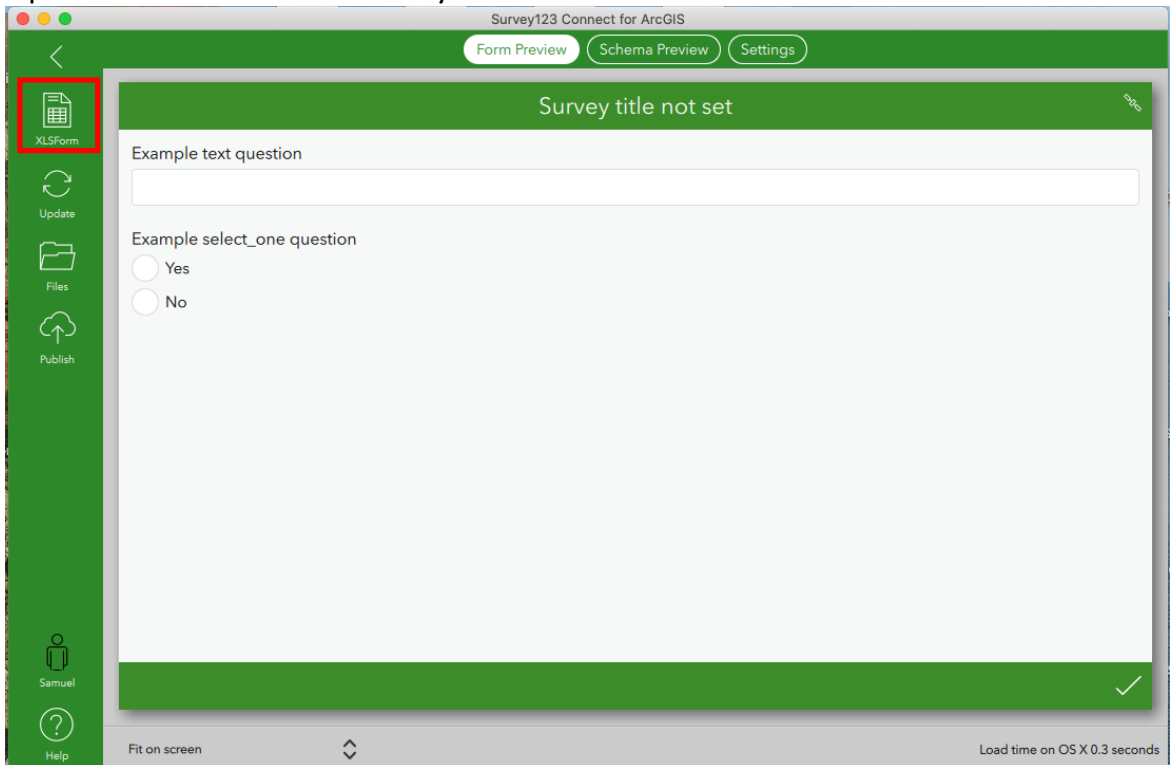 Survey123 Connect for ArcGIS
Form Preview Schema Preview Settings
Survey title not set
XLSForm
Example text question
Update
Example select_one question
Yes
Files
No
Publish
Samuel
Help
Fit on screen
Load time on OS X 0.3 seconds